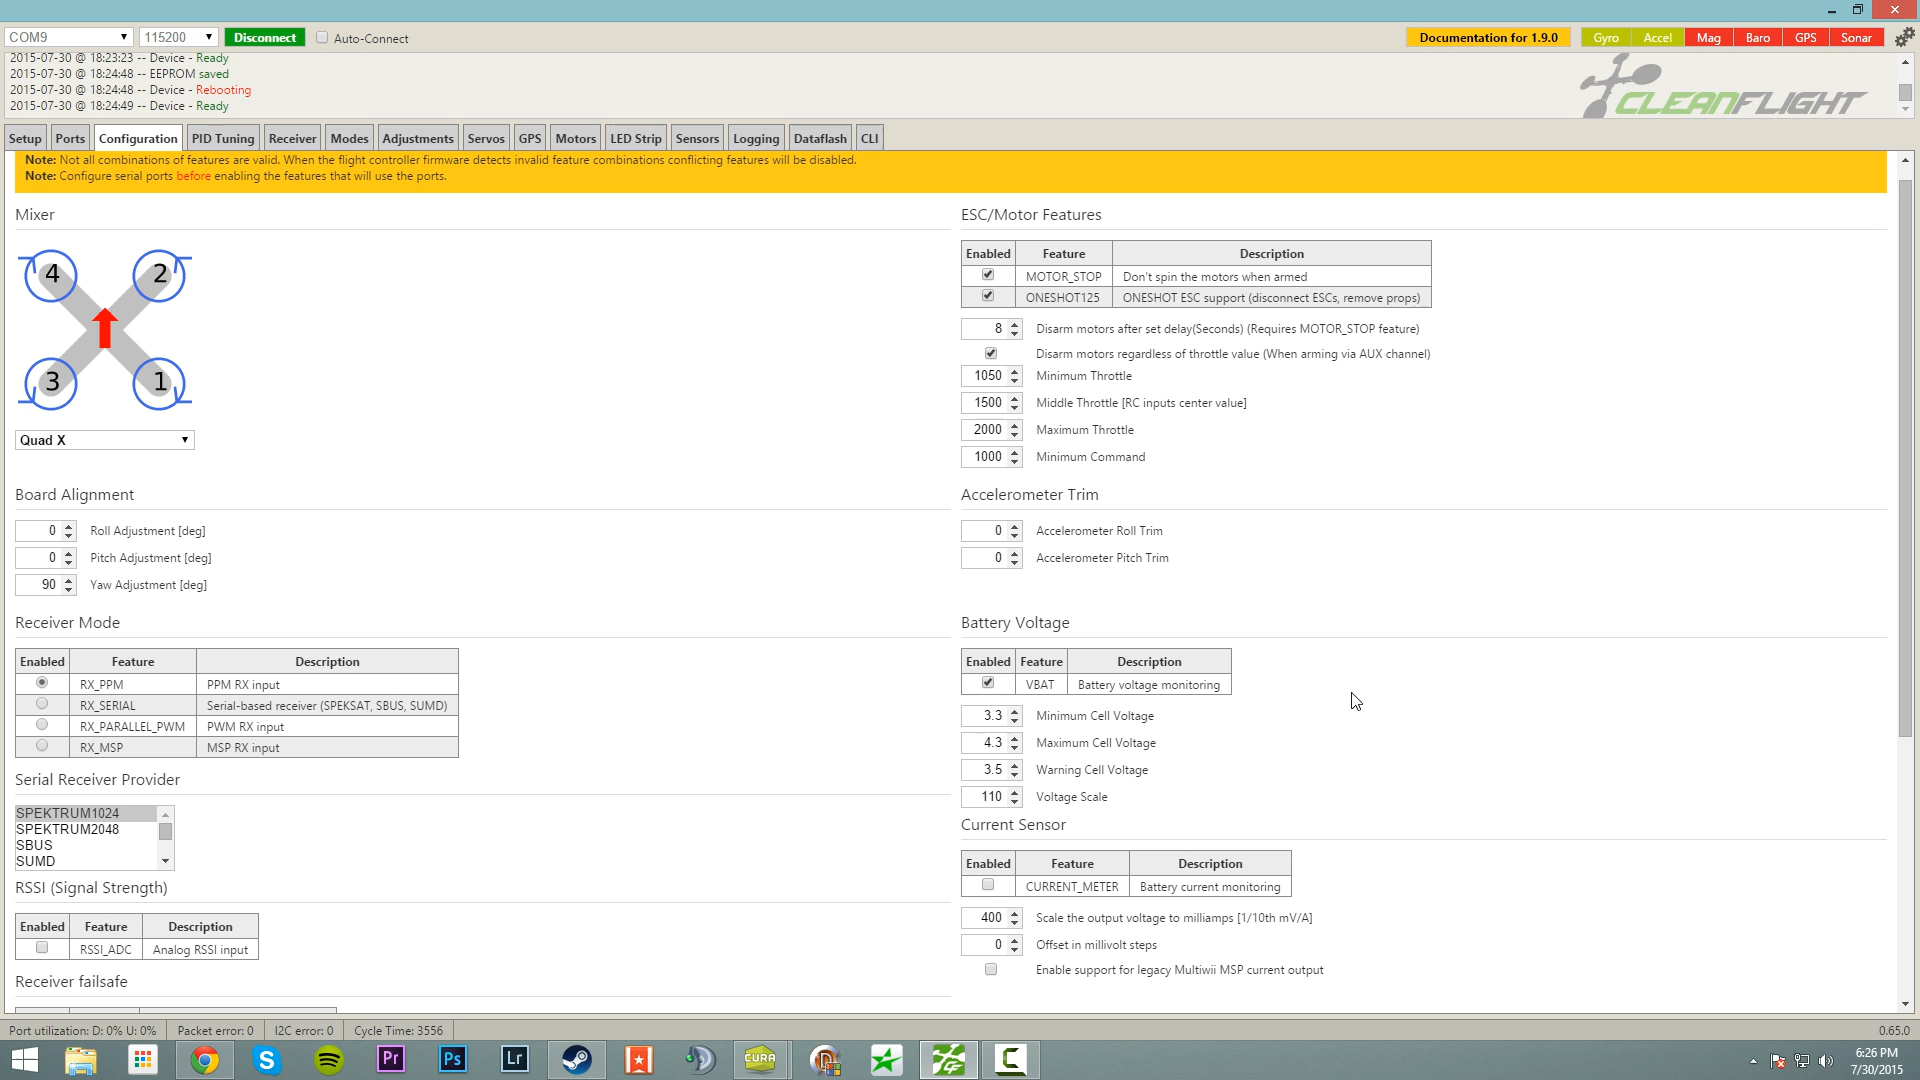 COM9
115200
Disconnect
Auto-Connect
Documentation for 1.9.0
Gyro
Accel
Mag
Baro
GPS
Sonar
2015-07-30 @ 18:23:23 -- Device - Ready
2015-07-30 @ 18:24:48 -- EEPROM saved
2015-07-30 @ 18:24:48 -- Device - Rebooting
2015-07-30 @ 18:24:49 -- Device - Ready
CLEANFLIGHT
Setup
Ports
Configuration
PID Tuning
Receiver
Modes
Adjustments
Servos
GPS
Motors
LED Strip
Sensors
Logging
Dataflash
CLI
Note: Not all combinations of features are valid. When the flight controller firmware detects invalid feature combinations conflicting features will be disabled.
Note: Configure serial ports before enabling the features that will use the ports.
Mixer
4
2
3
1
Quad X
Board Alignment
0 Roll Adjustment [deg]
0 Pitch Adjustment [deg]
90 Yaw Adjustment [deg]
Receiver Mode
Enabled Feature Description
RX_PPM PPM RX input
RX_SERIAL Serial-based receiver (SPEKSAT, SBUS, SUMD)
RX_PARALLEL_PWM PWM RX input
RX_MSP MSP RX input
Serial Receiver Provider
SPEKTRUM1024
SPEKTRUM2048
SBUS
SUMD
RSSI (Signal Strength)
Enabled Feature Description
RSSI_ADC Analog RSSI input
Receiver failsafe
ESC/Motor Features
Enabled Feature Description
MOTOR_STOP Don't spin the motors when armed
ONESHOT125 ONESHOT ESC support (disconnect ESCs, remove props)
8 Disarm motors after set delay(Seconds) (Requires MOTOR_STOP feature)
Disarm motors regardless of throttle value (When arming via AUX channel)
1050 Minimum Throttle
1500 Middle Throttle [RC inputs center value]
2000 Maximum Throttle
1000 Minimum Command
Accelerometer Trim
0 Accelerometer Roll Trim
0 Accelerometer Pitch Trim
Battery Voltage
Enabled Feature Description
VBAT Battery voltage monitoring
3.3 Minimum Cell Voltage
4.3 Maximum Cell Voltage
3.5 Warning Cell Voltage
110 Voltage Scale
Current Sensor
Enabled Feature Description
CURRENT_METER Battery current monitoring
400 Scale the output voltage to milliamps [1/10th mV/A]
0 Offset in millivolt steps
Enable support for legacy Multiwii MSP current output
Port utilization: D: 0% U: 0%
Packet error: 0
I2C error: 0
Cycle Time: 3556
0.65.0
Pr
Ps
Lr
CURA
CF
C
6:26 PM
7/30/2015